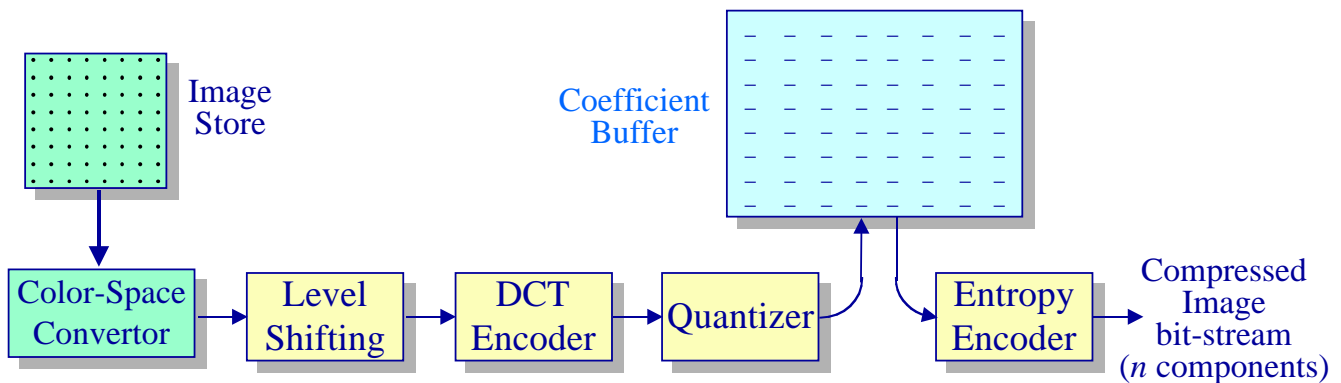 Image
Store
Coefficient
Buffer
Color-Space
Convertor
Level
Shifting
DCT
Encoder
Quantizer
Entropy
Encoder
Compressed
Image
bit-stream
(n components)